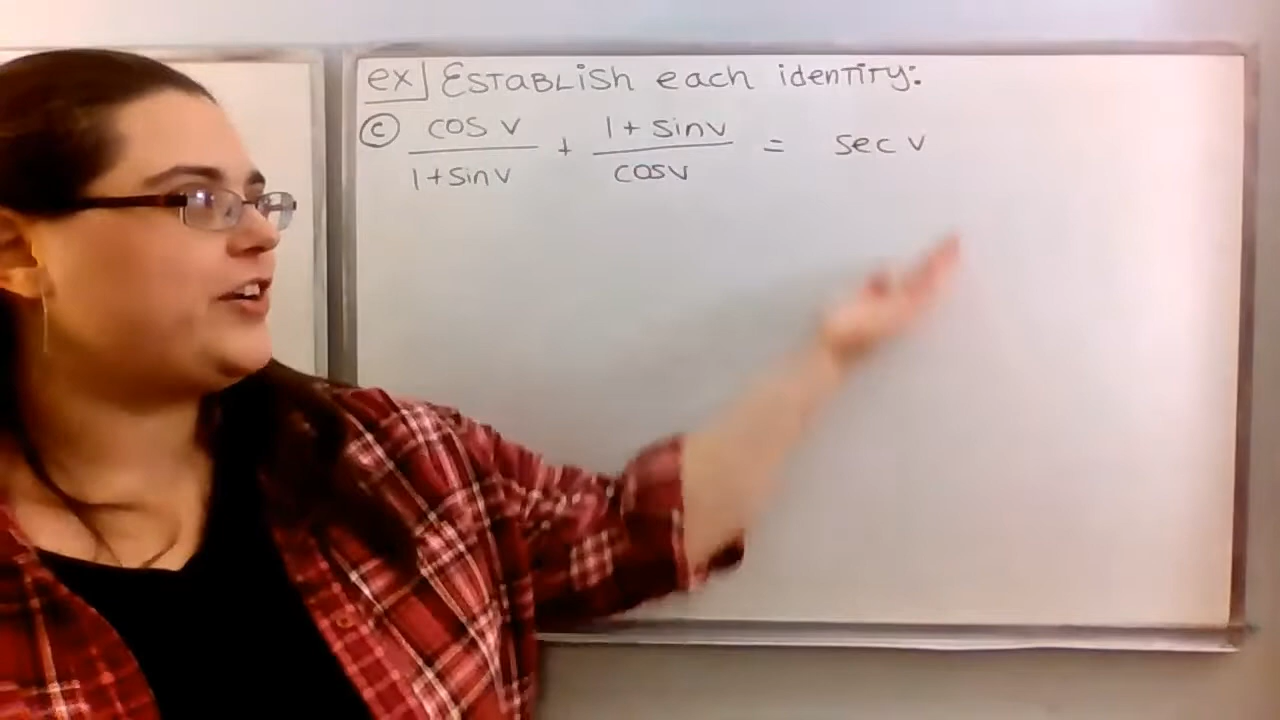 ex] Establish each identity:
c cos v / 1 + sin v + 1 + sin v / cos v = sec v